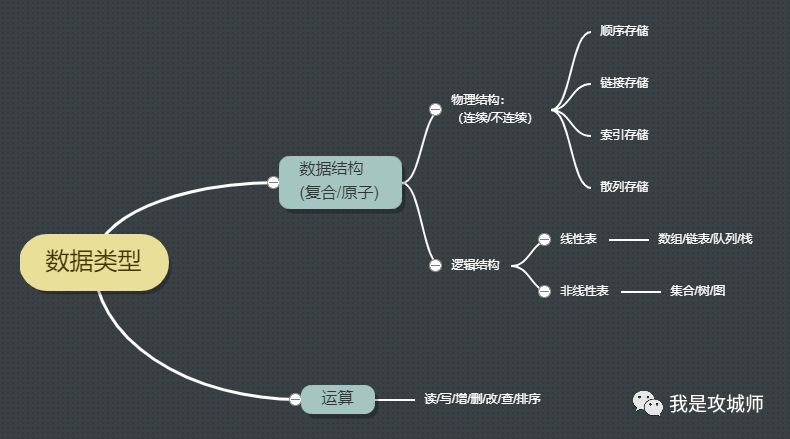 数据类型
数据结构
(复合/原子)
物理结构：
（连续/不连续）
顺序存储
链接存储
索引存储
散列存储
逻辑结构
线性表
数组/链表/队列/栈
非线性表
集合/树/图
运算
读/写/增/删/改/查/排序
我是攻城师